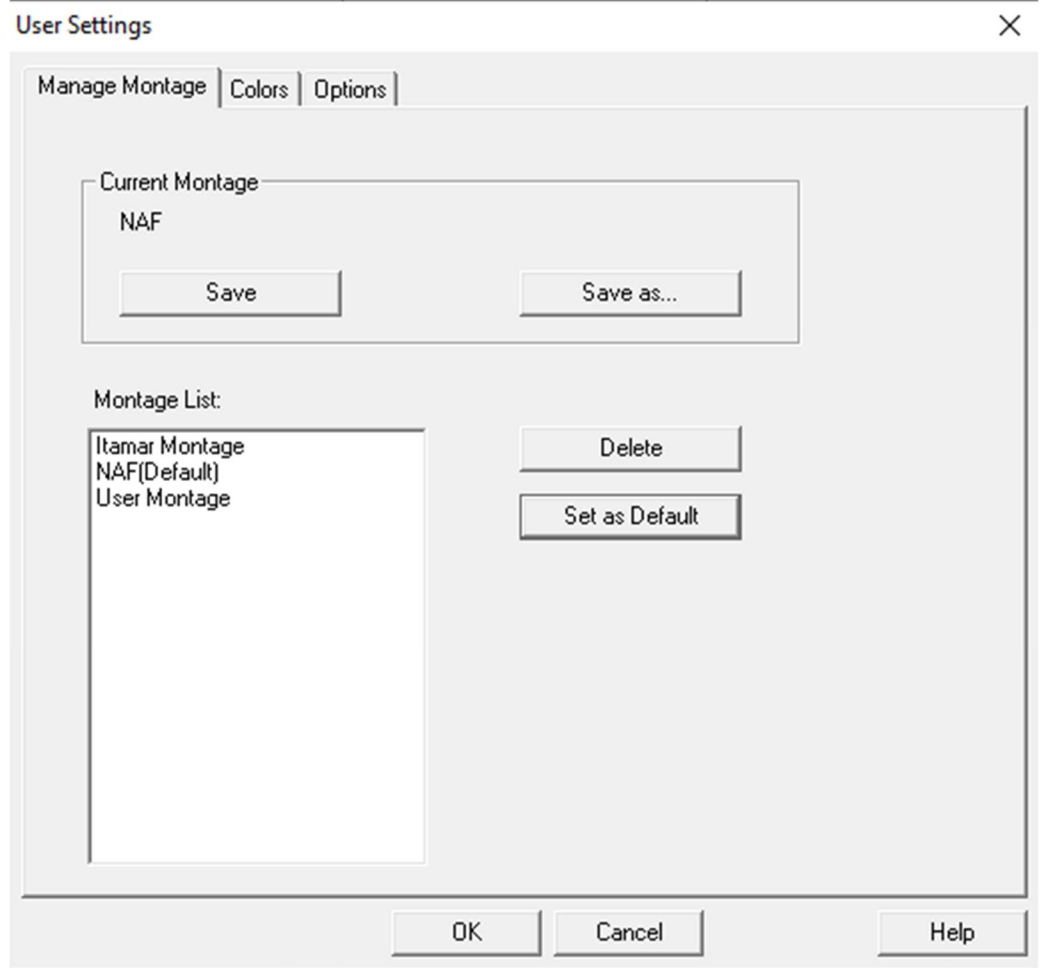 User Settings
Manage Montage Colors Options
Current Montage
NAF
Save Save as...
Montage List:
Itamar Montage
NAF(Default)
User Montage
Delete
Set as Default
OK Cancel Help